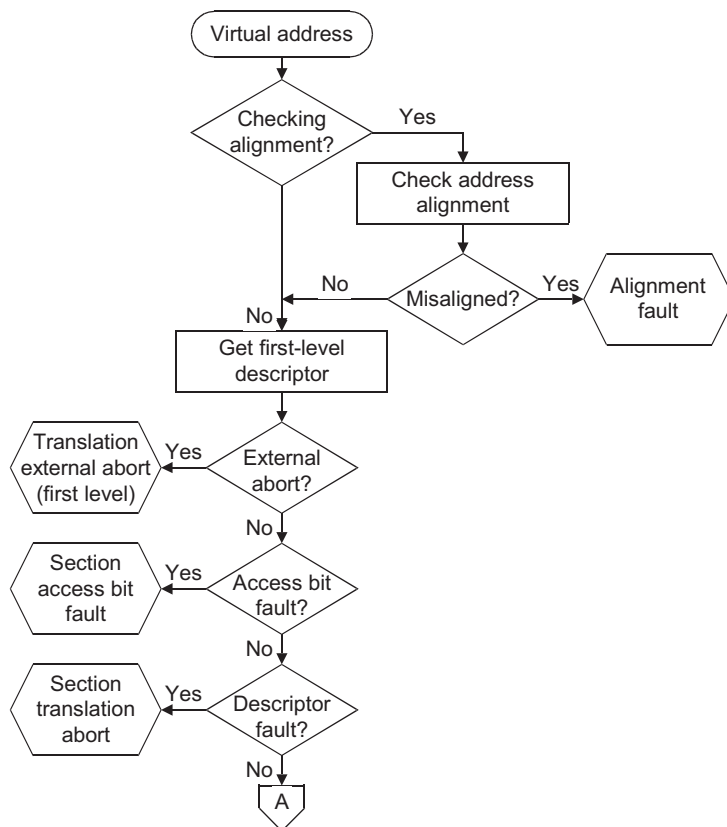 Virtual address
Checking
alignment?
Yes
Check address
alignment
No
Misaligned?
Yes
Alignment
fault
No
Get first-level
descriptor
Translation
external abort
(first level)
Yes
External
abort?
No
Section
access bit
fault
Yes
Access bit
fault?
No
Section
translation
abort
Yes
Descriptor
fault?
No
A